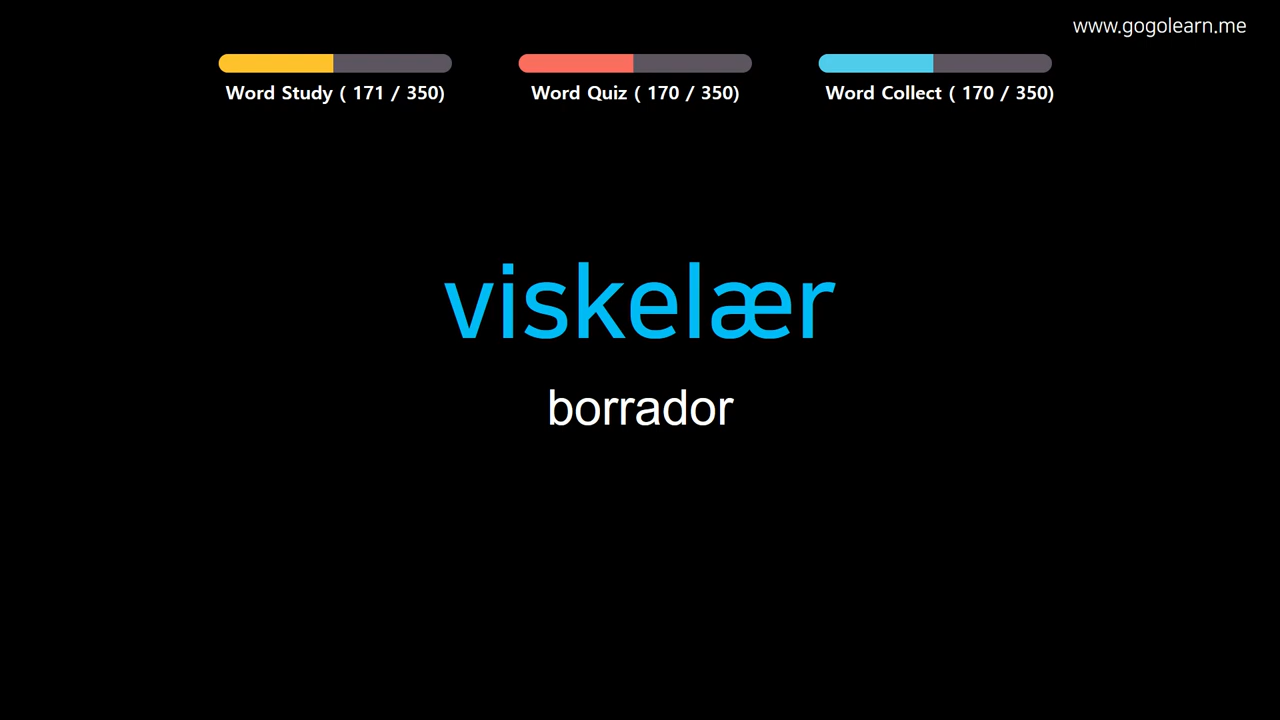 www.gogolearn.me
Word Study ( 171 / 350)
Word Quiz ( 170 / 350)
Word Collect ( 170 / 350)
viskelær
borrador